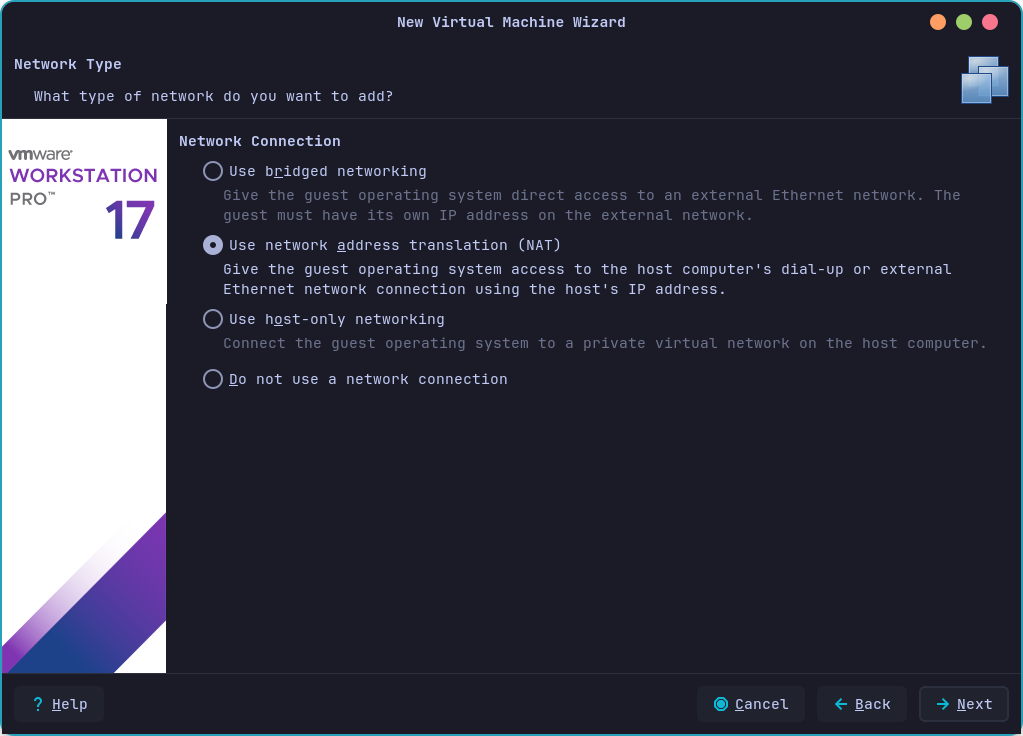 New Virtual Machine Wizard
Network Type
What type of network do you want to add?
vmware®
WORKSTATION
PRO™
17
Network Connection
Use bridged networking
Give the guest operating system direct access to an external Ethernet network. The
guest must have its own IP address on the external network.
Use network address translation (NAT)
Give the guest operating system access to the host computer's dial-up or external
Ethernet network connection using the host's IP address.
Use host-only networking
Connect the guest operating system to a private virtual network on the host computer.
Do not use a network connection
? Help
Cancel
Back
Next